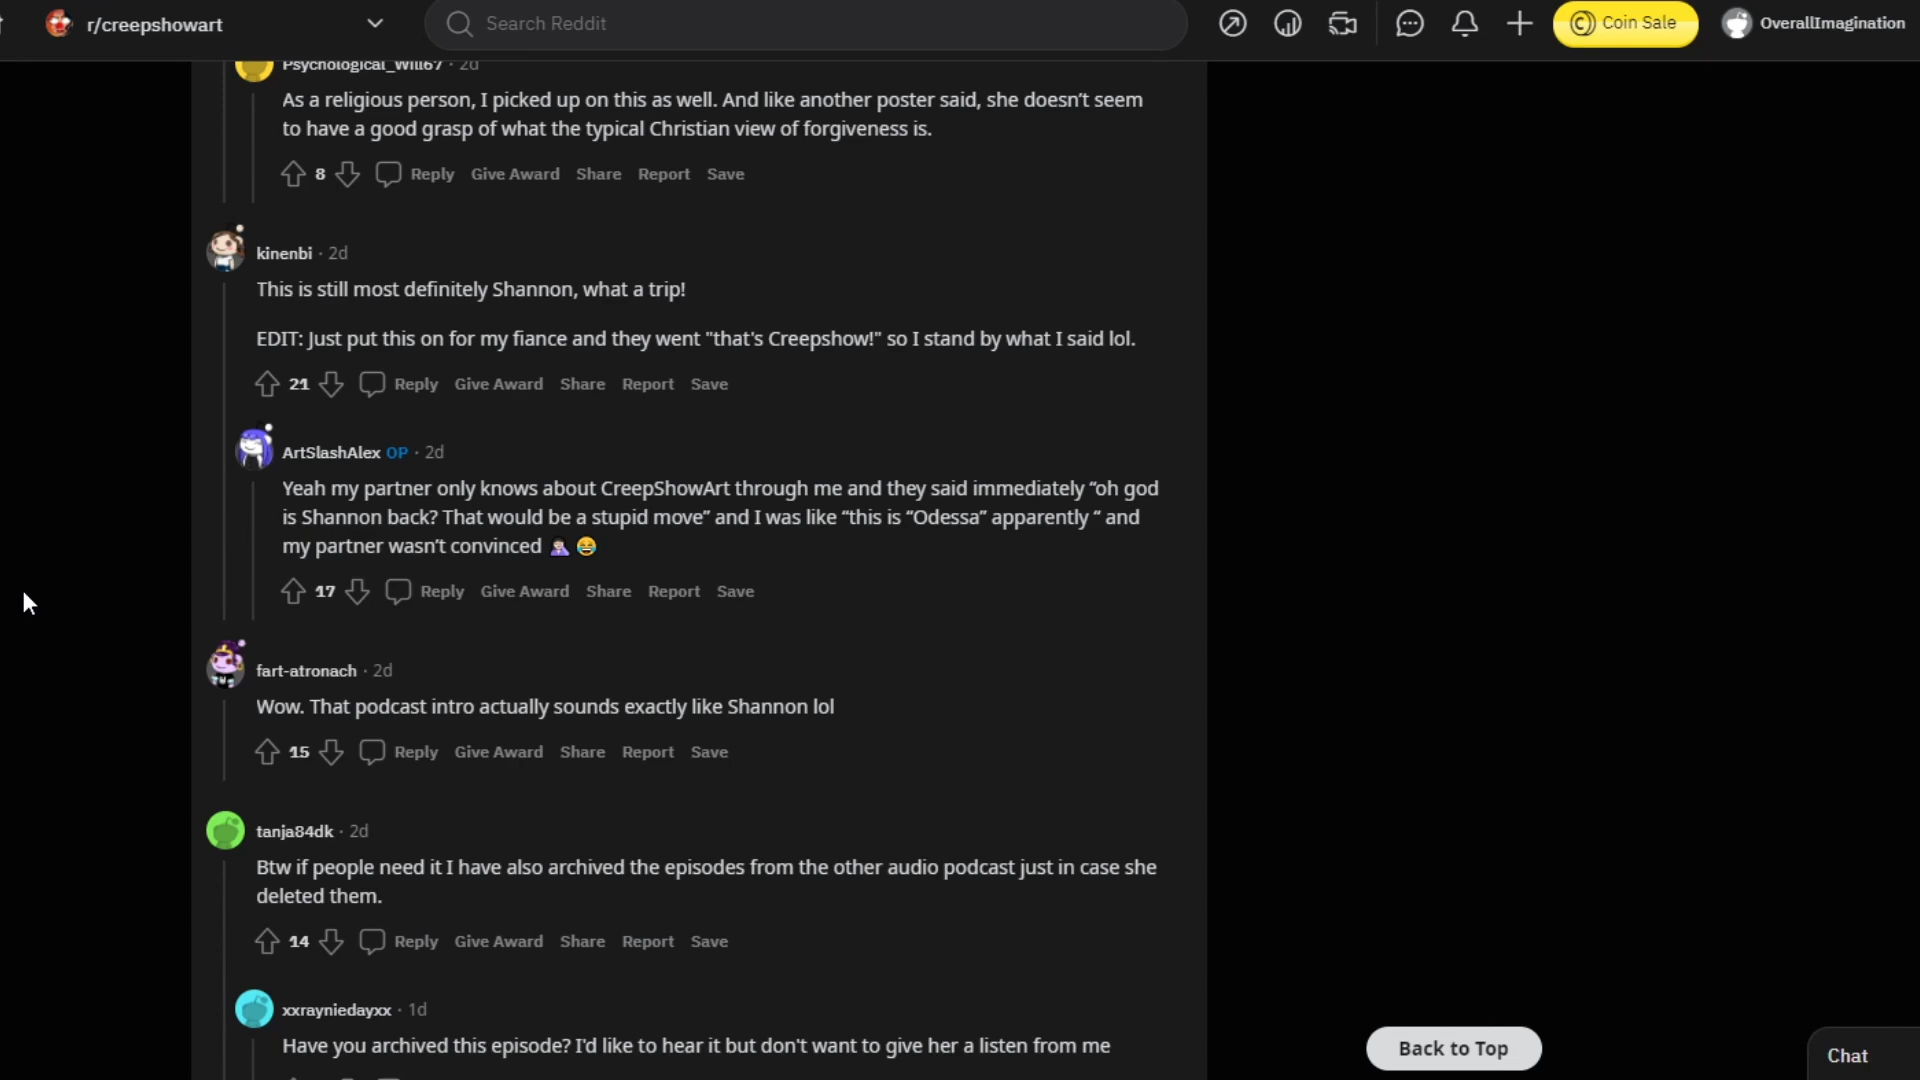 r/creepshowart
Search Reddit
Coin Sale
OverallImagination
Psychological_Will67 · 2d
As a religious person, I picked up on this as well. And like another poster said, she doesn't seem
to have a good grasp of what the typical Christian view of forgiveness is.
8 Reply Give Award Share Report Save
kinenbi · 2d
This is still most definitely Shannon, what a trip!
EDIT: Just put this on for my fiance and they went "that's Creepshow!" so I stand by what I said lol.
21 Reply Give Award Share Report Save
ArtSlashAlex OP · 2d
Yeah my partner only knows about CreepShowArt through me and they said immediately “oh god
is Shannon back? That would be a stupid move” and I was like “this is “Odessa” apparently “ and
my partner wasn’t convinced 🤦🏻‍♀️ 😂
17 Reply Give Award Share Report Save
fart-atronach · 2d
Wow. That podcast intro actually sounds exactly like Shannon lol
15 Reply Give Award Share Report Save
tanja84dk · 2d
Btw if people need it I have also archived the episodes from the other audio podcast just in case she
deleted them.
14 Reply Give Award Share Report Save
xxrayniedayxx · 1d
Have you archived this episode? I'd like to hear it but don't want to give her a listen from me
Back to Top
Chat